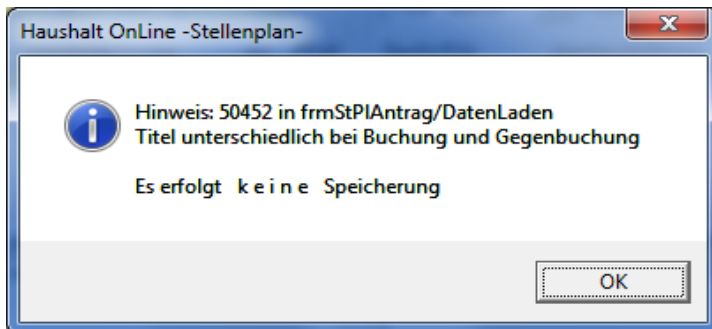 Haushalt OnLine -Stellenplan-
Hinweis: 50452 in frmStPlAntrag/DatenLaden
Titel unterschiedlich bei Buchung und Gegenbuchung
Es erfolgt k e i n e Speicherung
OK